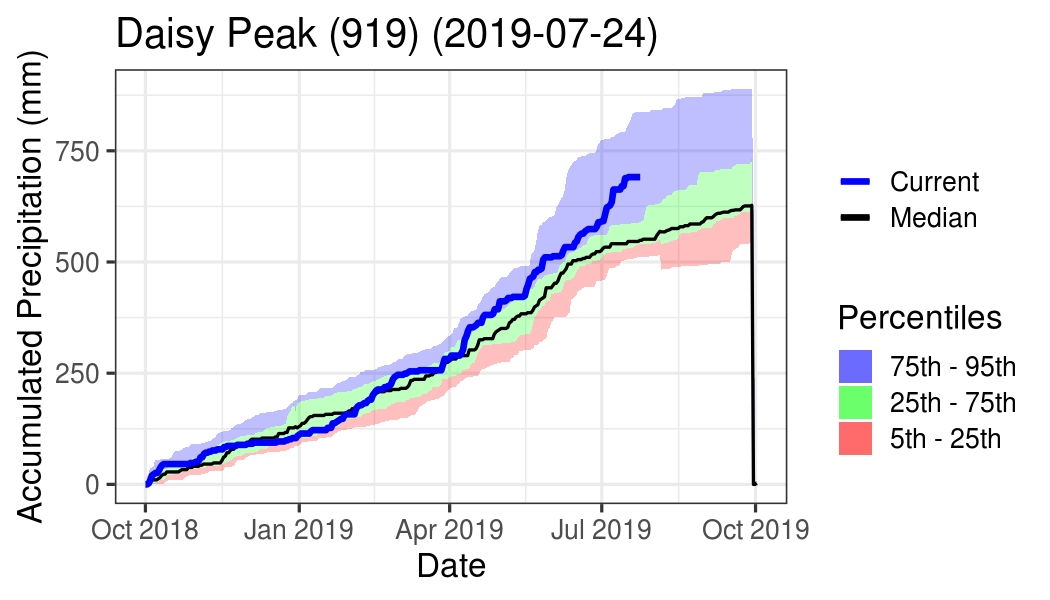 Daisy Peak (919) (2019-07-24)
Accumulated Precipitation (mm)
750
500
250
0
Oct 2018
Jan 2019
Apr 2019
Jul 2019
Oct 2019
Date
Current
Median
Percentiles
75th - 95th
25th - 75th
5th - 25th